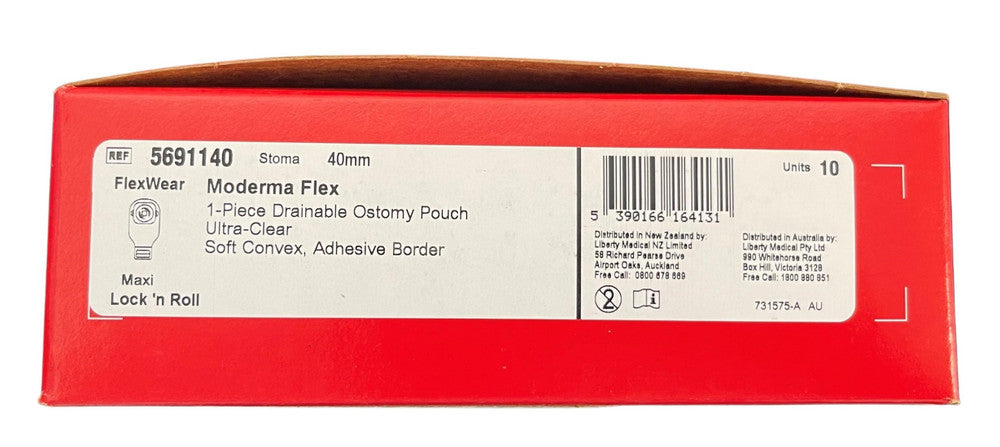 REF 5691140 Stoma 40mm
FlexWear Moderma Flex
1-Piece Drainable Ostomy Pouch
Ultra-Clear
Soft Convex, Adhesive Border
Maxi
Lock 'n Roll
Units 10
5 390166 164131
Distributed in New Zealand by:
Liberty Medical NZ Limited
58 Richard Pearse Drive
Airport Oaks, Auckland
Free Call: 0800 678 669
Distributed in Australia by:
Liberty Medical Pty Ltd
990 Whitehorse Road
Box Hill, Victoria 3128
Free Call: 1800 880 851
2
i
731575-A AU